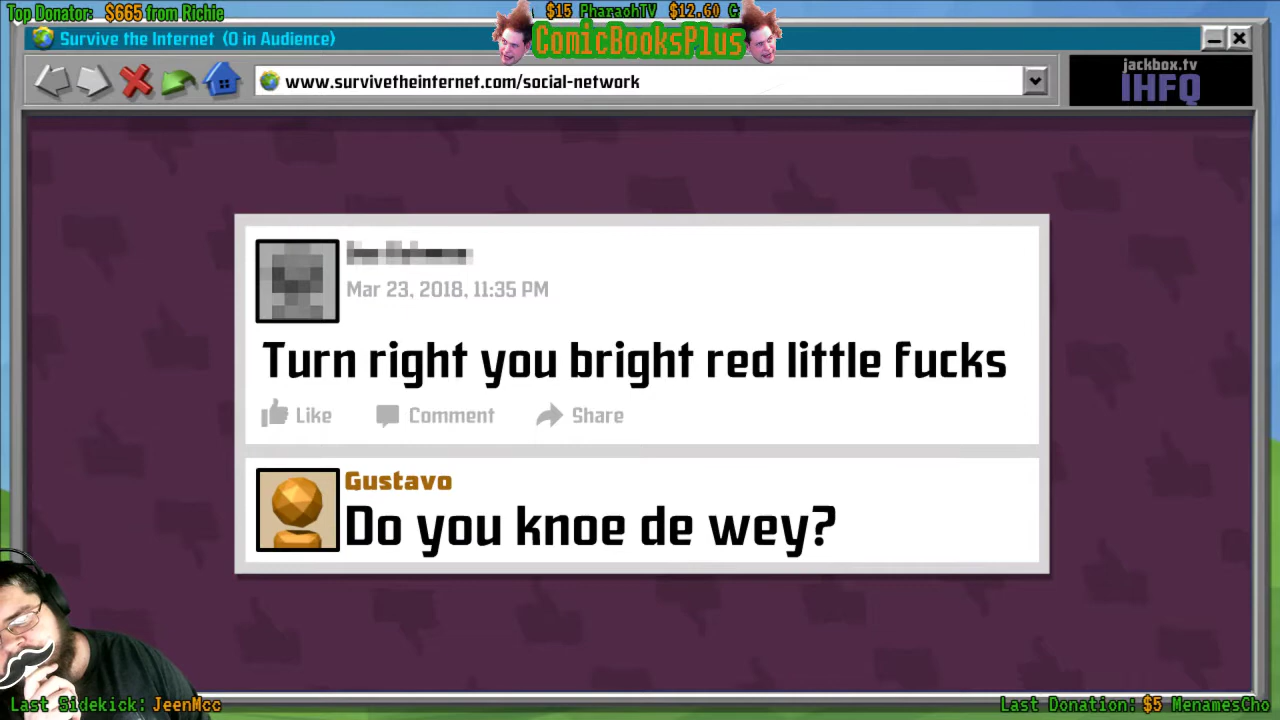 Top Donator: $665 from Richie
$15 PharaohTV $12.60 C
ComicBooksPlus
Survive the Internet (0 in Audience)
www.survivetheinternet.com/social-network
jackbox.tv
IHFQ
Mar 23, 2018, 11:35 PM
Turn right you bright red little fucks
Like Comment Share
Gustavo
Do you knoe de wey?
Last Sidekick: JeenMcc
Last Donation: $5 MenamesCho